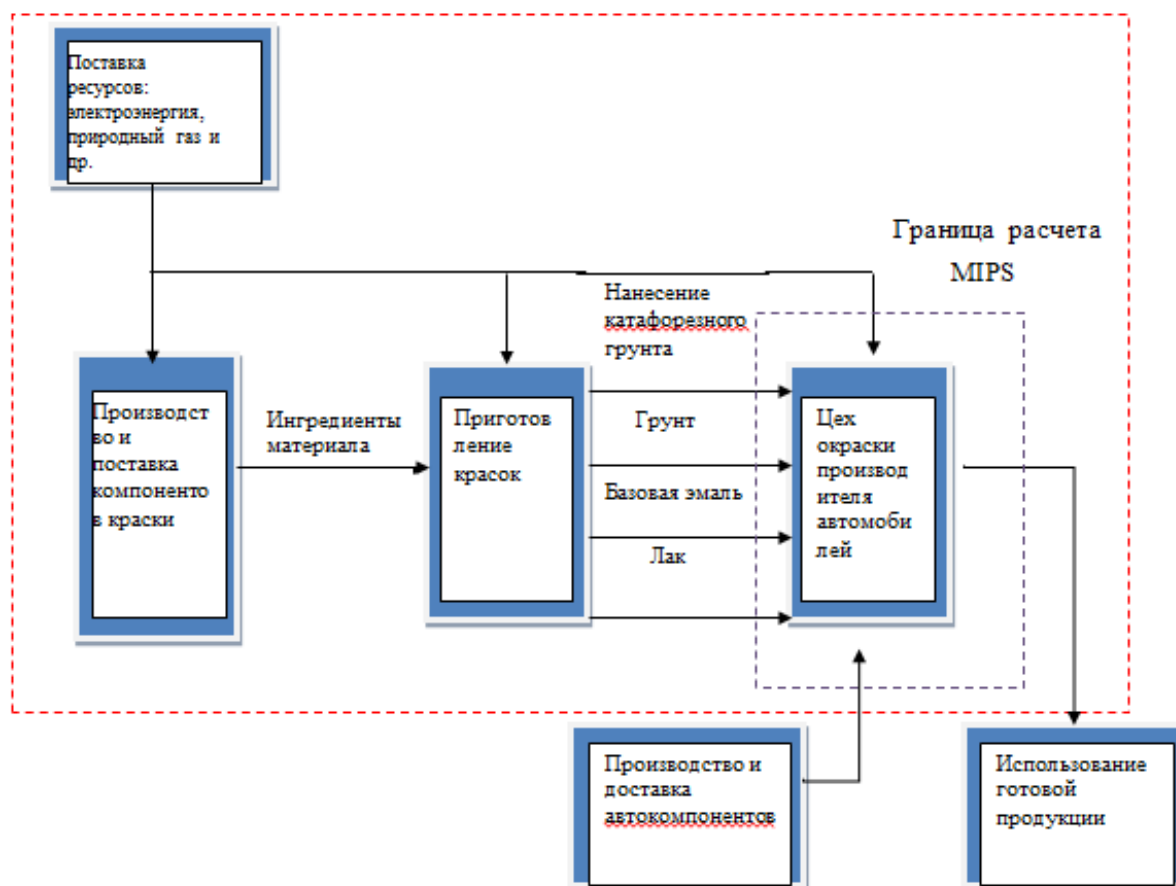 Поставка
ресурсов:
электроэнергия,
природный газ и
др.
Граница расчета
MIPS
Нанесение
катафорезного
грунта
Производст
во и
поставка
компоненто
в краски
Ингредиенты
материала
Приготов
ление
красок
Грунт
Базовая эмаль
Лак
Цех
окраски
производ
ителя
автомоби
лей
Производство и
доставка
автокомпонентов
Использование
готовой
продукции